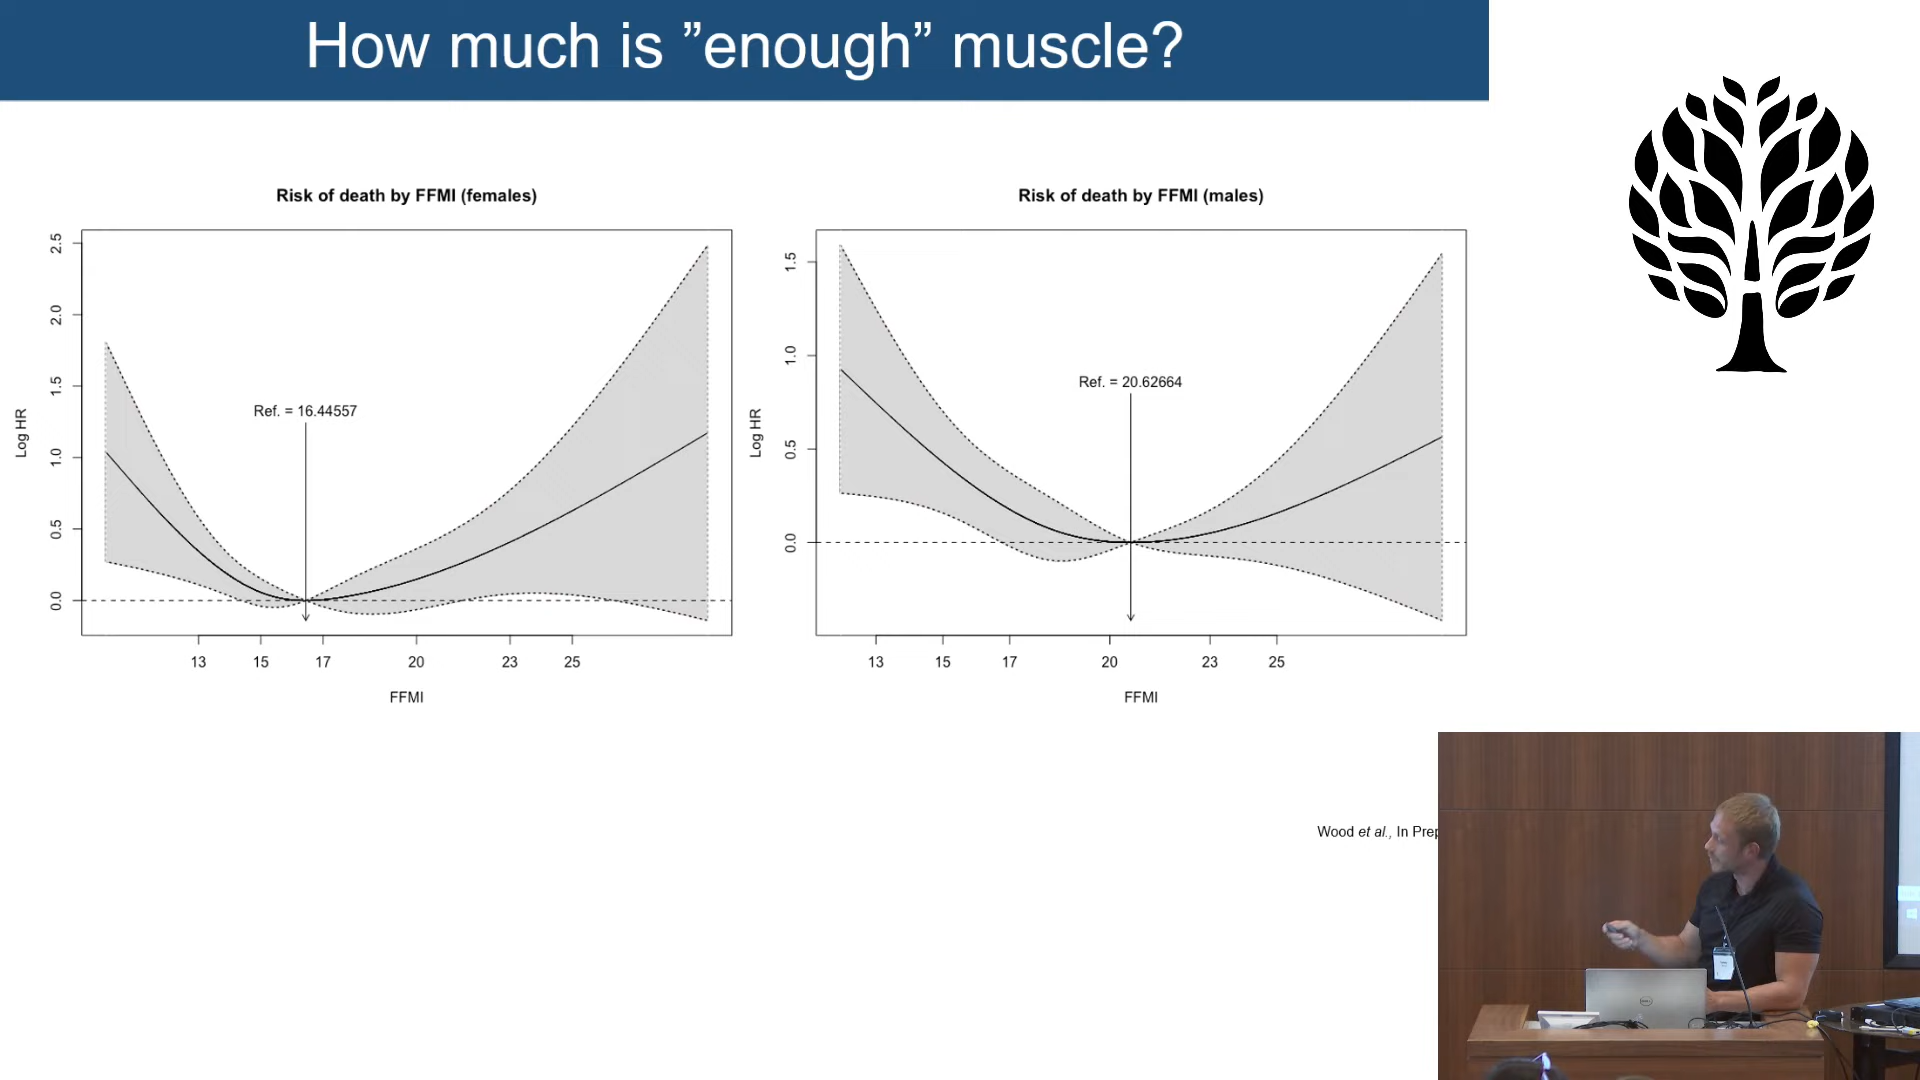 How much is ”enough” muscle?
Risk of death by FFMI (females)
2.5
2.0
1.5
1.0
0.5
0.0
Log HR
Ref. = 16.44557
13 15 17 20 23 25
FFMI
Risk of death by FFMI (males)
1.5
1.0
0.5
0.0
Log HR
Ref. = 20.62664
13 15 17 20 23 25
FFMI
Wood et al., In Prep
DELL